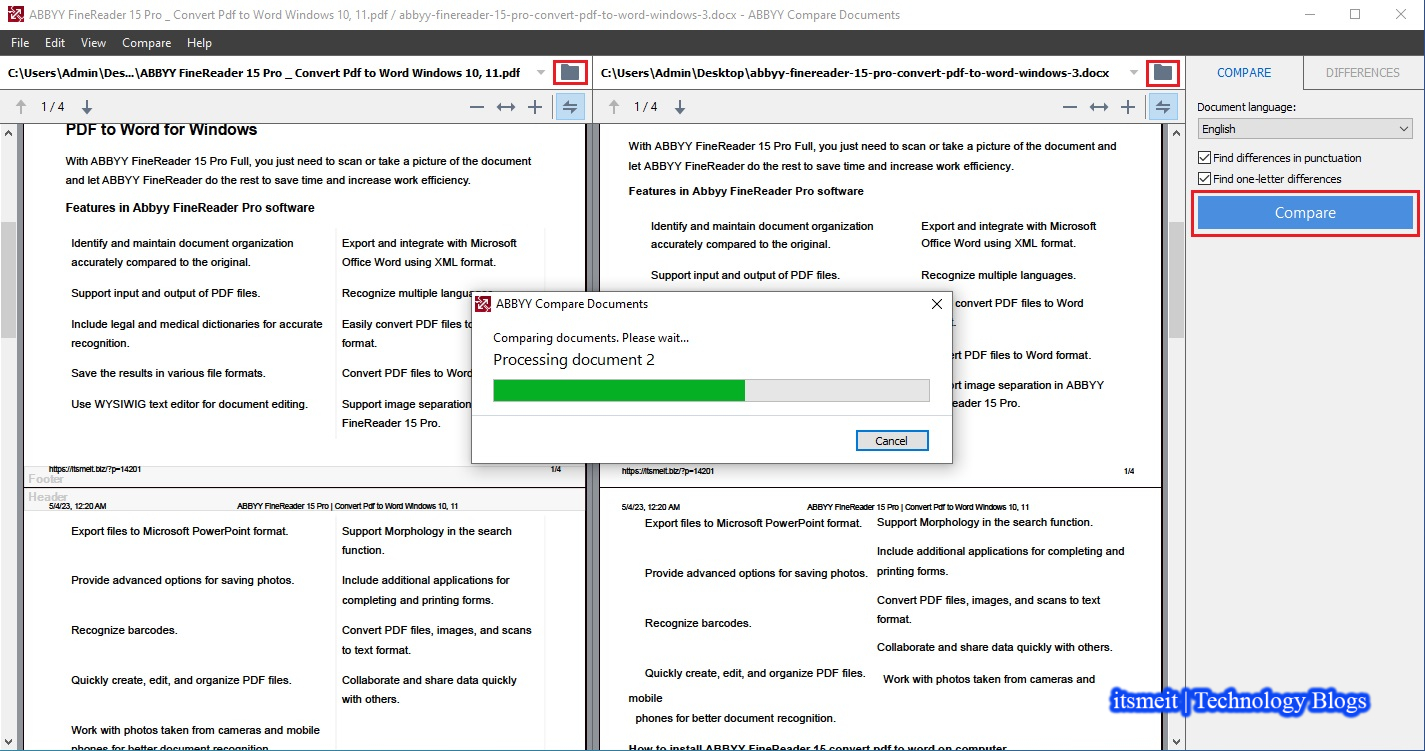 ABBYY FineReader 15 Pro _ Convert Pdf to Word Windows 10, 11.pdf / abbyy-finereader-15-pro-convert-pdf-to-word-windows-3.docx - ABBYY Compare Documents
File Edit View Compare Help
C:\Users\Admin\Des...\ABBYY FineReader 15 Pro _ Convert Pdf to Word Windows 10, 11.pdf
1 / 4
PDF to Word for Windows
With ABBYY FineReader 15 Pro Full, you just need to scan or take a picture of the document
and let ABBYY FineReader do the rest to save time and increase work efficiency.
Features in Abbyy FineReader Pro software
Identify and maintain document organization
accurately compared to the original.
Export and integrate with Microsoft
Office Word using XML format.
Support input and output of PDF files.
Recognize multiple
Include legal and medical dictionaries for accurate
recognition.
Easily convert PDF files to
format.
Save the results in various file formats.
Convert PDF files to Word
Use WYSIWIG text editor for document editing.
Support image separation
FineReader 15 Pro.
https://itsmeit.biz/?p=14201
1/4
Footer
Header
5/4/23, 12:20 AM
ABBYY FineReader 15 Pro | Convert Pdf to Word Windows 10, 11
Export files to Microsoft PowerPoint format.
Support Morphology in the search
function.
Provide advanced options for saving photos.
Include additional applications for
completing and printing forms.
Recognize barcodes.
Convert PDF files, images, and scans
to text format.
Quickly create, edit, and organize PDF files.
Collaborate and share data quickly
with others.
Work with photos taken from cameras and mobile
phones for better document recognition.
C:\Users\Admin\Desktop\abbyy-finereader-15-pro-convert-pdf-to-word-windows-3.docx
1 / 4
With ABBYY FineReader 15 Pro Full, you just need to scan or take a picture of the document and
let ABBYY FineReader do the rest to save time and increase work efficiency.
Features in Abbyy FineReader Pro software
Identify and maintain document organization
accurately compared to the original.
Export and integrate with Microsoft
Office Word using XML format.
Support input and output of PDF files.
Recognize multiple languages.
convert PDF files to Word
PDF files to Word format.
image separation in ABBYY
15 Pro.
https://itsmeit.biz/?p=14201
1/4
5/4/23, 12:20 AM
ABBYY FineReader 15 Pro | Convert Pdf to Word Windows 10, 11
Export files to Microsoft PowerPoint format.
Support Morphology in the search function.
Include additional applications for completing and
printing forms.
Provide advanced options for saving photos.
Convert PDF files, images, and scans to text
format.
Recognize barcodes.
Collaborate and share data quickly with others.
Quickly create, edit, and organize PDF files.
Work with photos taken from cameras and
mobile
phones for better document recognition.
How to install ABBYY FineReader 15 convert pdf to word on computer
ABBYY Compare Documents
Comparing documents. Please wait...
Processing document 2
Cancel
COMPARE
DIFFERENCES
Document language:
English
Find differences in punctuation
Find one-letter differences
Compare
itsmeit | Technology Blogs